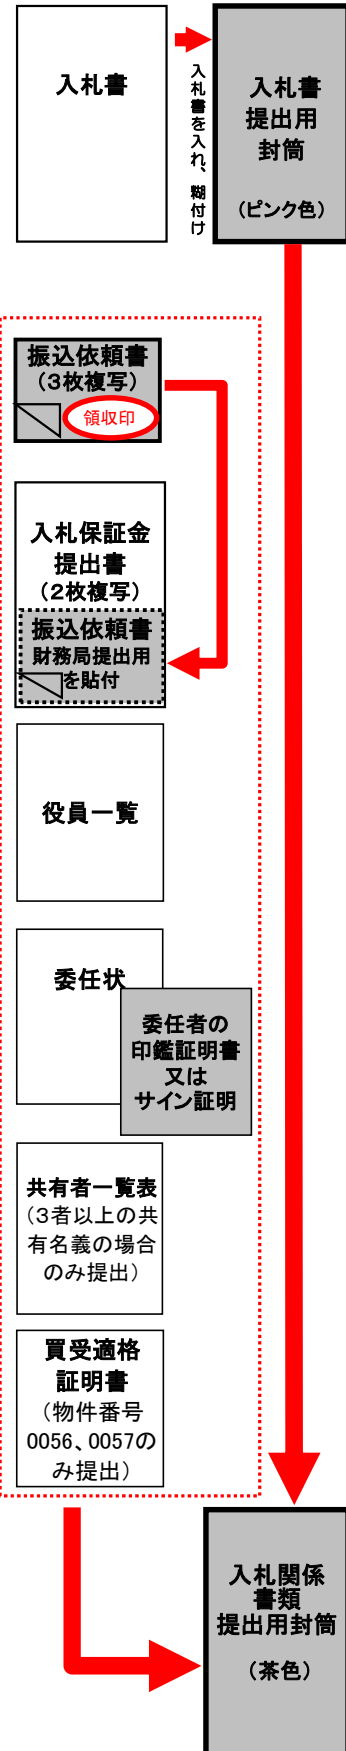 入札書
入札書を入れ、糊付け
入札書
提出用
封筒
(ピンク色)
振込依頼書
(3枚複写)
領収印
入札保証金
提出書
(2枚複写)
振込依頼書
財務局提出用
を貼付
役員一覧
委任状
委任者の
印鑑証明書
又は
サイン証明
共有者一覧表
(3者以上の共
有名義の場合
のみ提出)
買受適格
証明書
(物件番号
0056、0057の
み提出)
入札関係
書類
提出用封筒
(茶色)